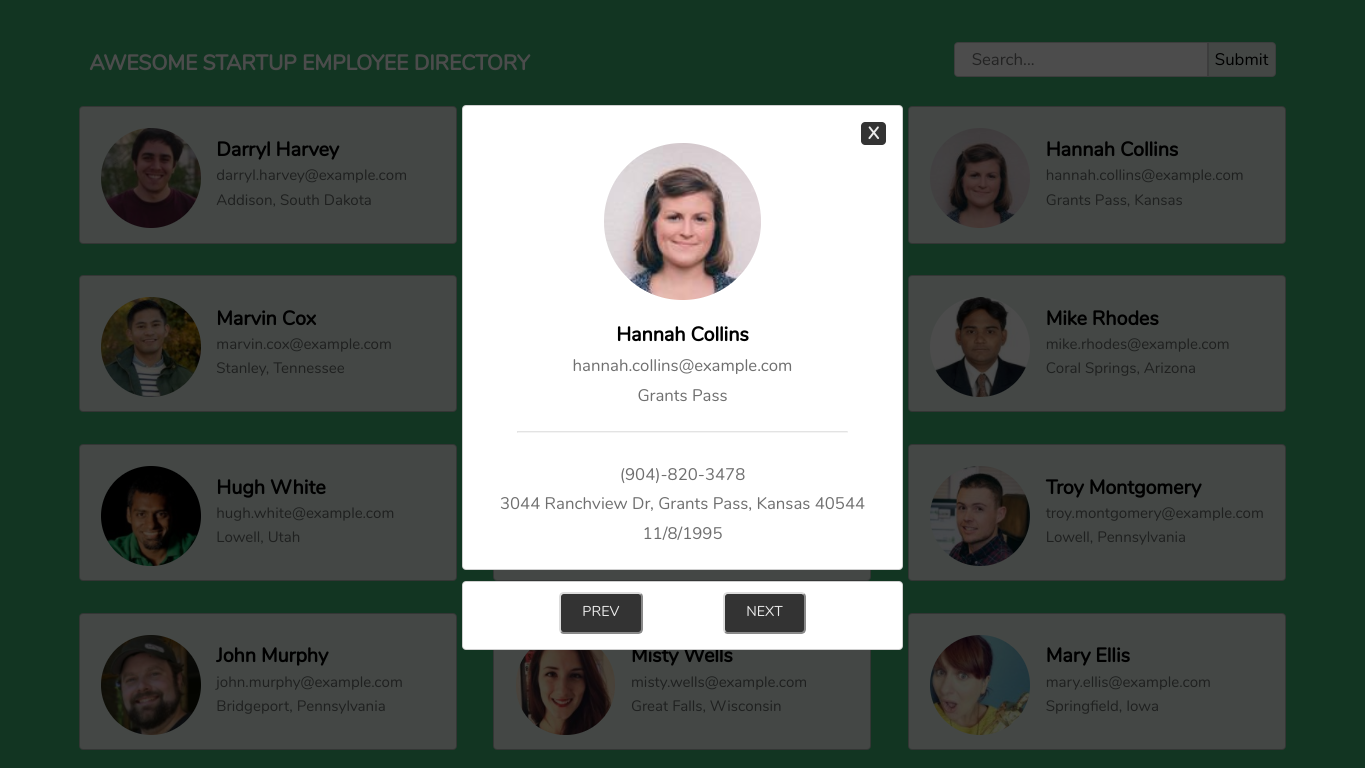 AWESOME STARTUP EMPLOYEE DIRECTORY
Search...
Submit
Darryl Harvey
darryl.harvey@example.com
Addison, South Dakota
X
Hannah Collins
hannah.collins@example.com
Grants Pass
(904)-820-3478
3044 Ranchview Dr, Grants Pass, Kansas 40544
11/8/1995
PREV
NEXT
Hannah Collins
hannah.collins@example.com
Grants Pass, Kansas
Marvin Cox
marvin.cox@example.com
Stanley, Tennessee
Mike Rhodes
mike.rhodes@example.com
Coral Springs, Arizona
Hugh White
hugh.white@example.com
Lowell, Utah
Troy Montgomery
troy.montgomery@example.com
Lowell, Pennsylvania
John Murphy
john.murphy@example.com
Bridgeport, Pennsylvania
Misty Wells
misty.wells@example.com
Great Falls, Wisconsin
Mary Ellis
mary.ellis@example.com
Springfield, Iowa